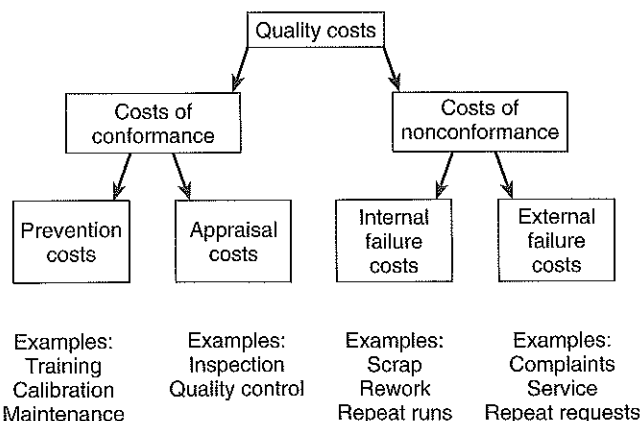 Quality costs
Costs of
conformance
Costs of
nonconformance
Prevention
costs
Appraisal
costs
Internal
failure
costs
External
failure
costs
Examples:
Training
Calibration
Maintenance
Examples:
Inspection
Quality control
Examples:
Scrap
Rework
Repeat runs
Examples:
Complaints
Service
Repeat requests